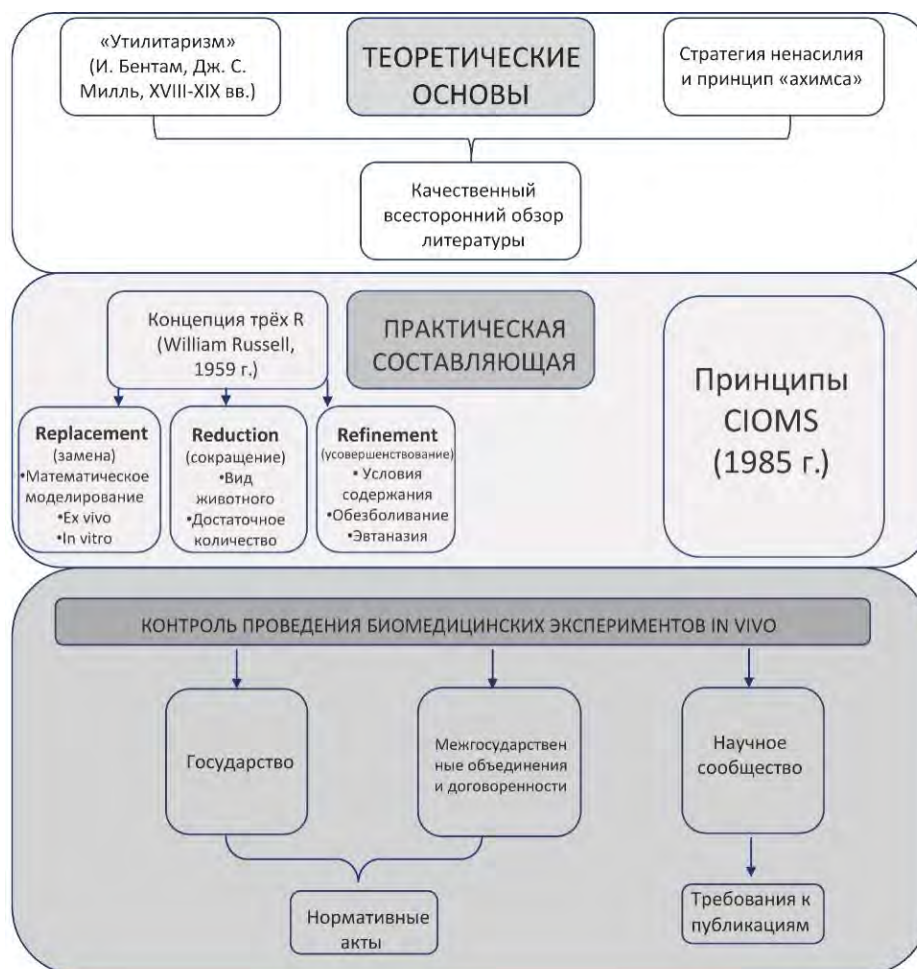 «Утилитаризм»
(И. Бентам, Дж. С.
Милль, XVIII-XIX вв.)
ТЕОРЕТИЧЕСКИЕ
ОСНОВЫ
Стратегия ненасилия
и принцип «ахимса»
Качественный
всесторонний обзор
литературы
Концепция трёх R
(William Russell,
1959 г.)
ПРАКТИЧЕСКАЯ
СОСТАВЛЯЮЩАЯ
Принципы
CIOMS
(1985 г.)
Replacement
(замена)
•Математическое
моделирование
•Ex vivo
•In vitro
Reduction
(сокращение)
•Вид
животного
•Достаточное
количество
Refinement
(усовершенствование)
• Условия
содержания
•Обезболивание
•Эвтаназия
КОНТРОЛЬ ПРОВЕДЕНИЯ БИОМЕДИЦИНСКИХ ЭКСПЕРИМЕНТОВ IN VIVO
Государство
Межгосударствен
ные объединения
и договоренности
Научное
сообщество
Нормативные
акты
Требования к
публикациям